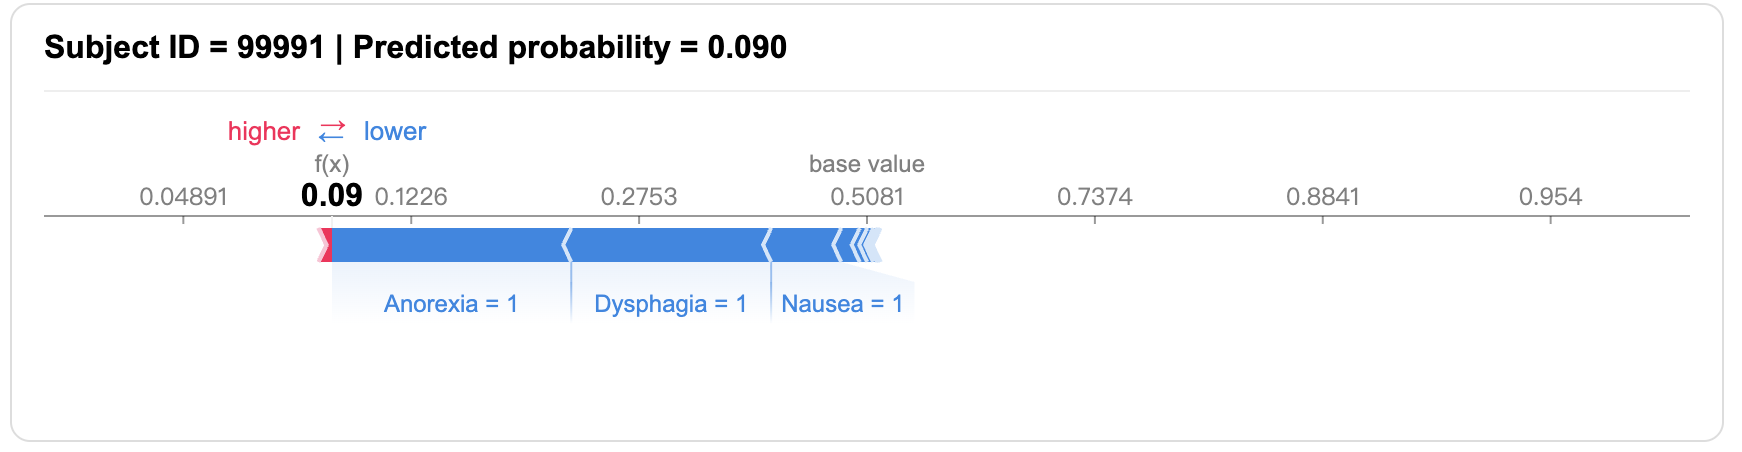 Subject ID = 99991 | Predicted probability = 0.090
higher ⇄ lower
f(x) base value
0.04891 0.09 0.1226 0.2753 0.5081 0.7374 0.8841 0.954
Anorexia = 1 Dysphagia = 1 Nausea = 1